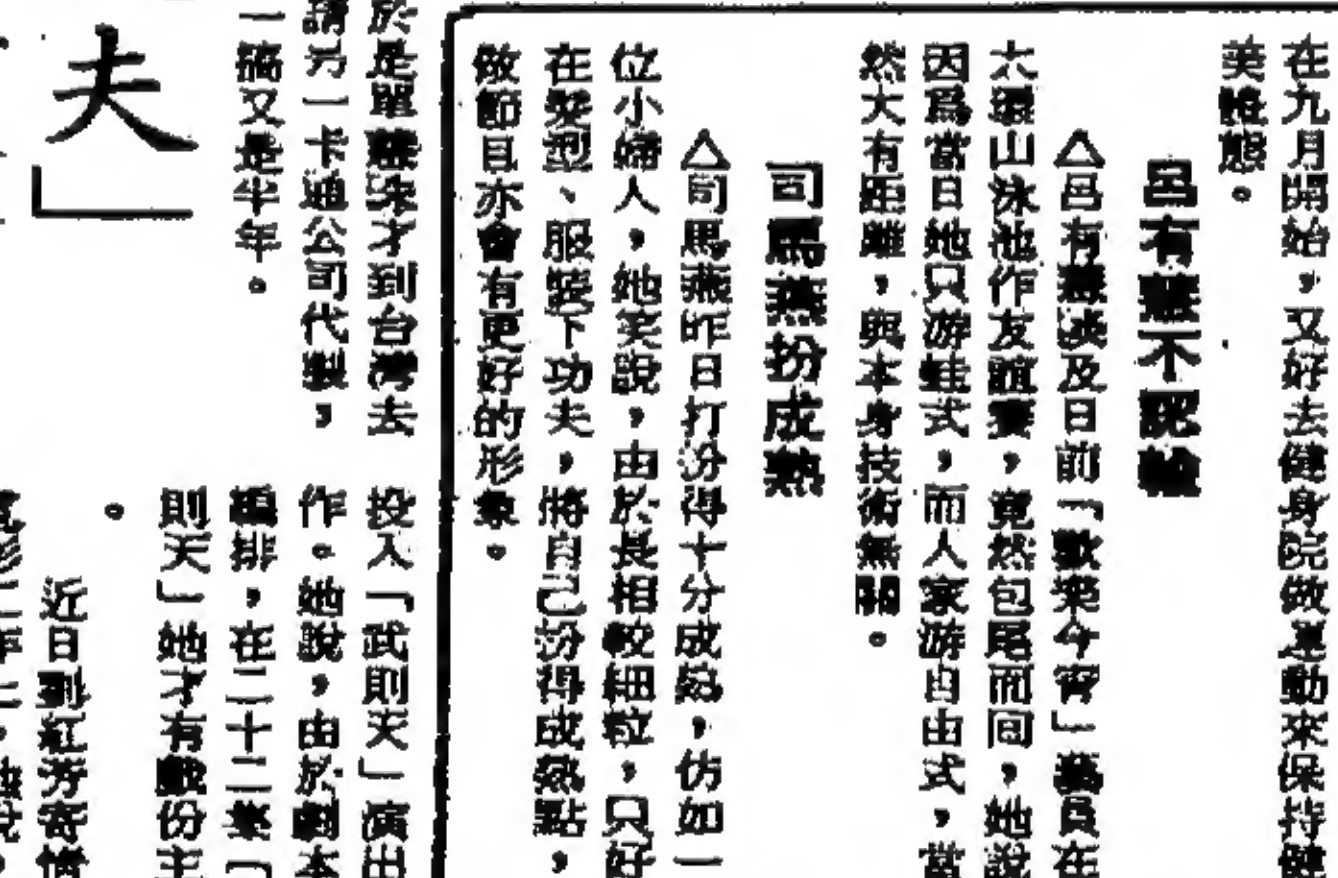 在九月開始，又好去健身院做運動來保持健
美體態。
呂有慧不認輸
△呂有慧談及日前「歡樂今宵」藝員在
大環山泳池作友誼賽，竟然包尾而回，她說
因爲當日她只游蛙式，而人家游自由式，當
然大有距離，與本身技術無關。
司馬燕扮成熟
△司馬燕昨日打扮得十分成熟，仿如一
位小婦人，她笑說，由於長相較細粒，只好
在髮型、服裝下功夫，將自己扮得成熟點，
做節目亦會有更好的形象。
於是單聽來才到台灣去
請另一卡通公司代製，
一搞又是半年。
夫」
投入「武則天」演出
作。她說，由於劇本
編排，在二十二集「
則天」她才有戲份主
。
近日劉紅芳寄情